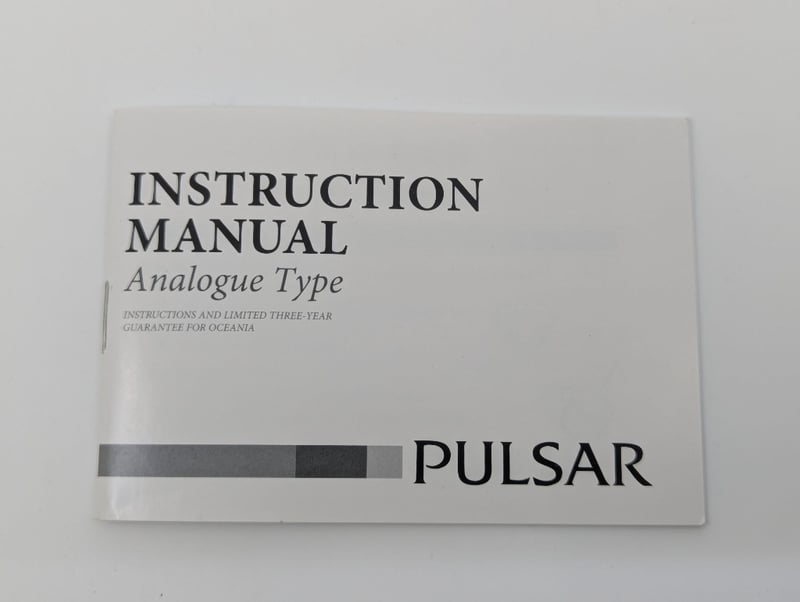 INSTRUCTION
MANUAL
Analogue Type
INSTRUCTIONS AND LIMITED THREE-YEAR
GUARANTEE FOR OCEANIA
PULSAR